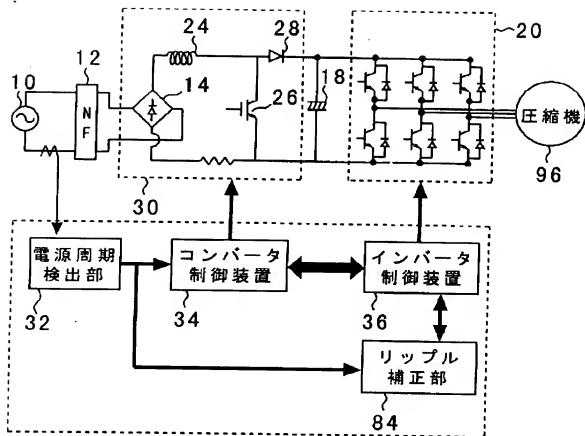 24
28
20
12
10
NF
14
26
18
圧縮機
96
30
電源周期
検出部
32
コンバータ
制御装置
34
インバータ
制御装置
36
リップル
補正部
84